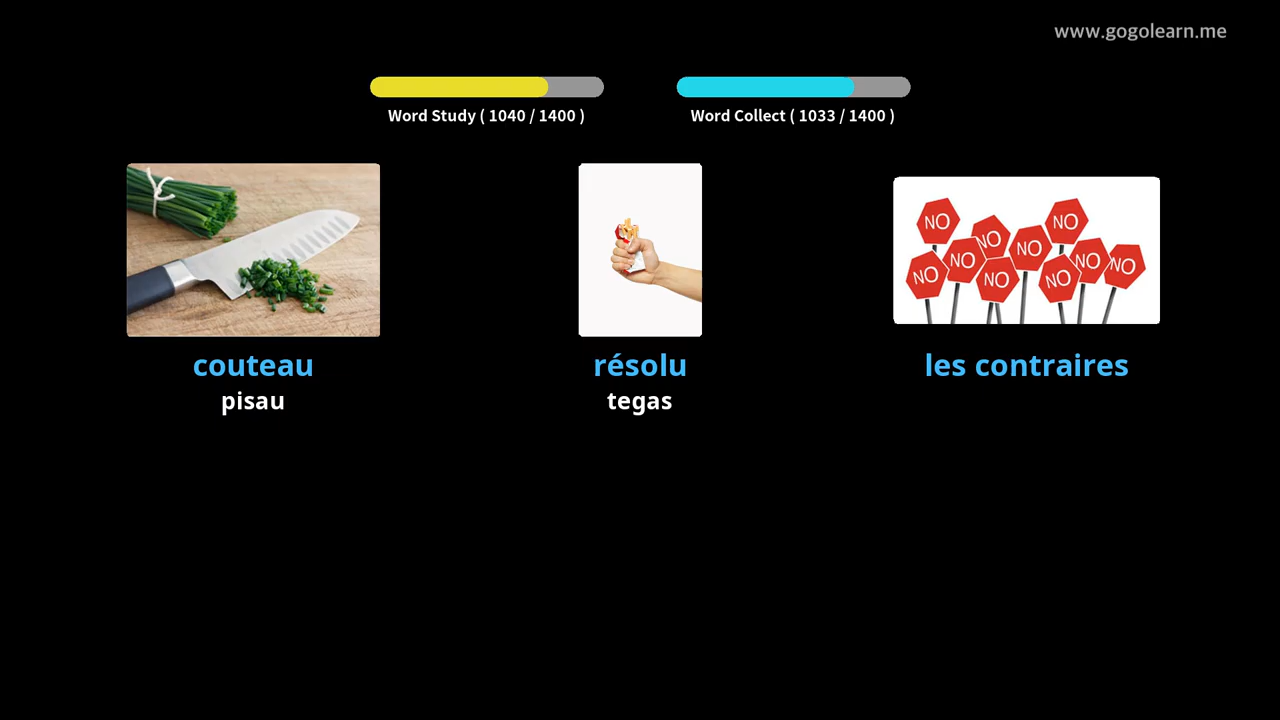 www.gogolearn.me
Word Study ( 1040 / 1400 )
Word Collect ( 1033 / 1400 )
NO
NO
NO
NO
NO
NO
NO
NO
NO
NO
couteau
résolu
les contraires
pisau
tegas